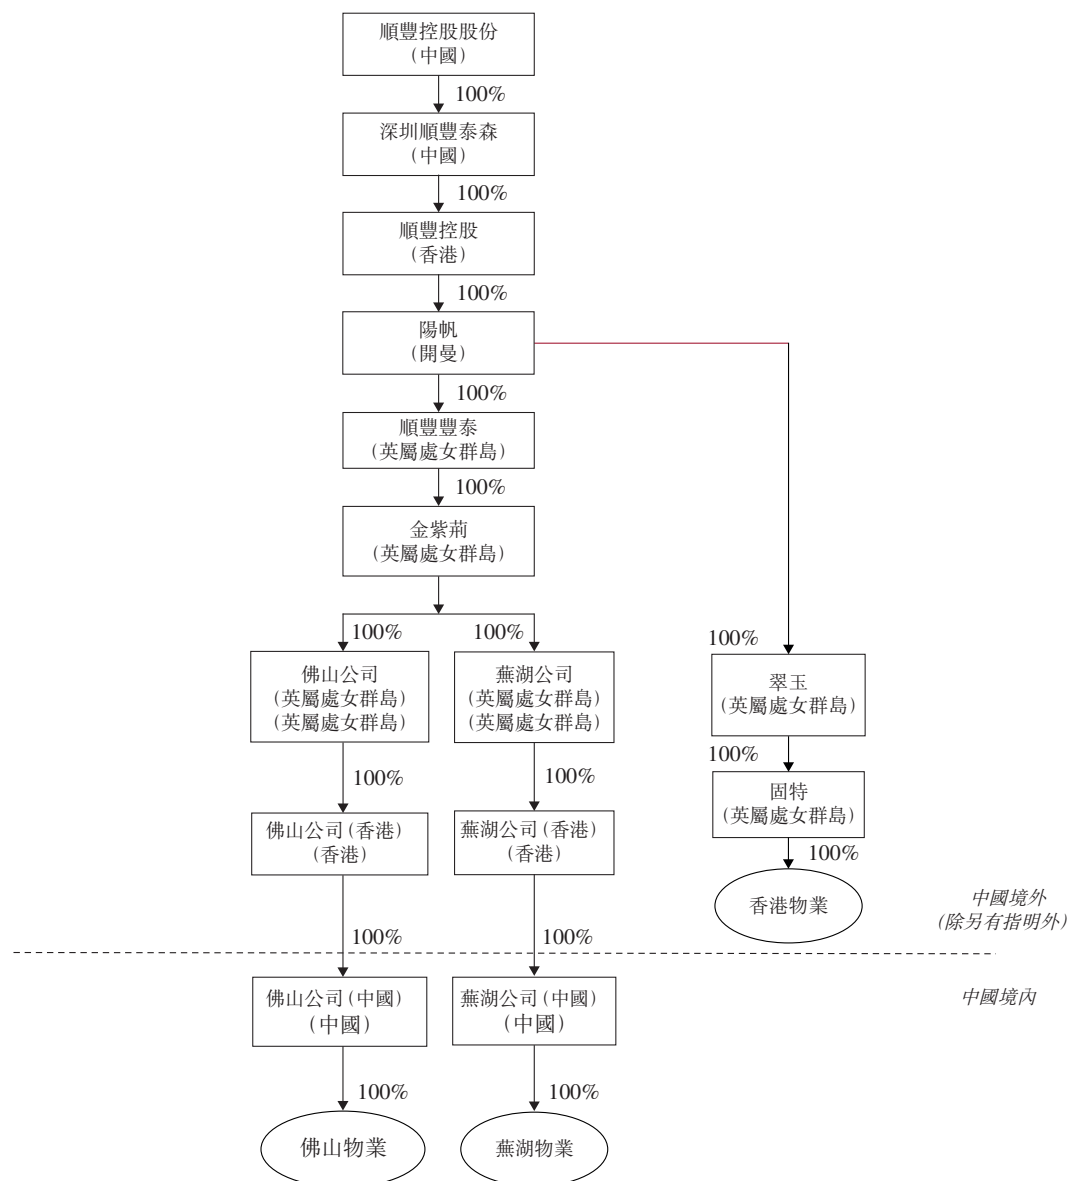 順豐控股股份
(中國)
100%
深圳順豐泰森
(中國)
100%
順豐控股
(香港)
100%
陽帆
(開曼)
100%
順豐豐泰
(英屬處女群島)
100%
金紫荊
(英屬處女群島)
100%
100%
100%
佛山公司
(英屬處女群島)
(英屬處女群島)
蕪湖公司
(英屬處女群島)
(英屬處女群島)
翠玉
(英屬處女群島)
100%
100%
100%
固特
(英屬處女群島)
佛山公司(香港)
(香港)
蕪湖公司(香港)
(香港)
100%
香港物業
中國境外
(除另有指明外)
100%
100%
佛山公司(中國)
(中國)
蕪湖公司(中國)
(中國)
中國境內
100%
100%
佛山物業
蕪湖物業